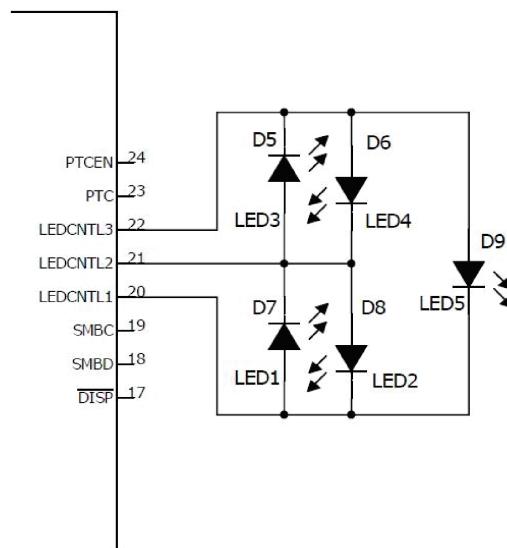 PTCEN 24
PTC 23
LEDCNTL3 22
LEDCNTL2 21
LEDCNTL1 20
SMBC 19
SMBD 18
DISP 17
D5
D6
LED3
LED4
D9
LED5
D7
D8
LED1
LED2